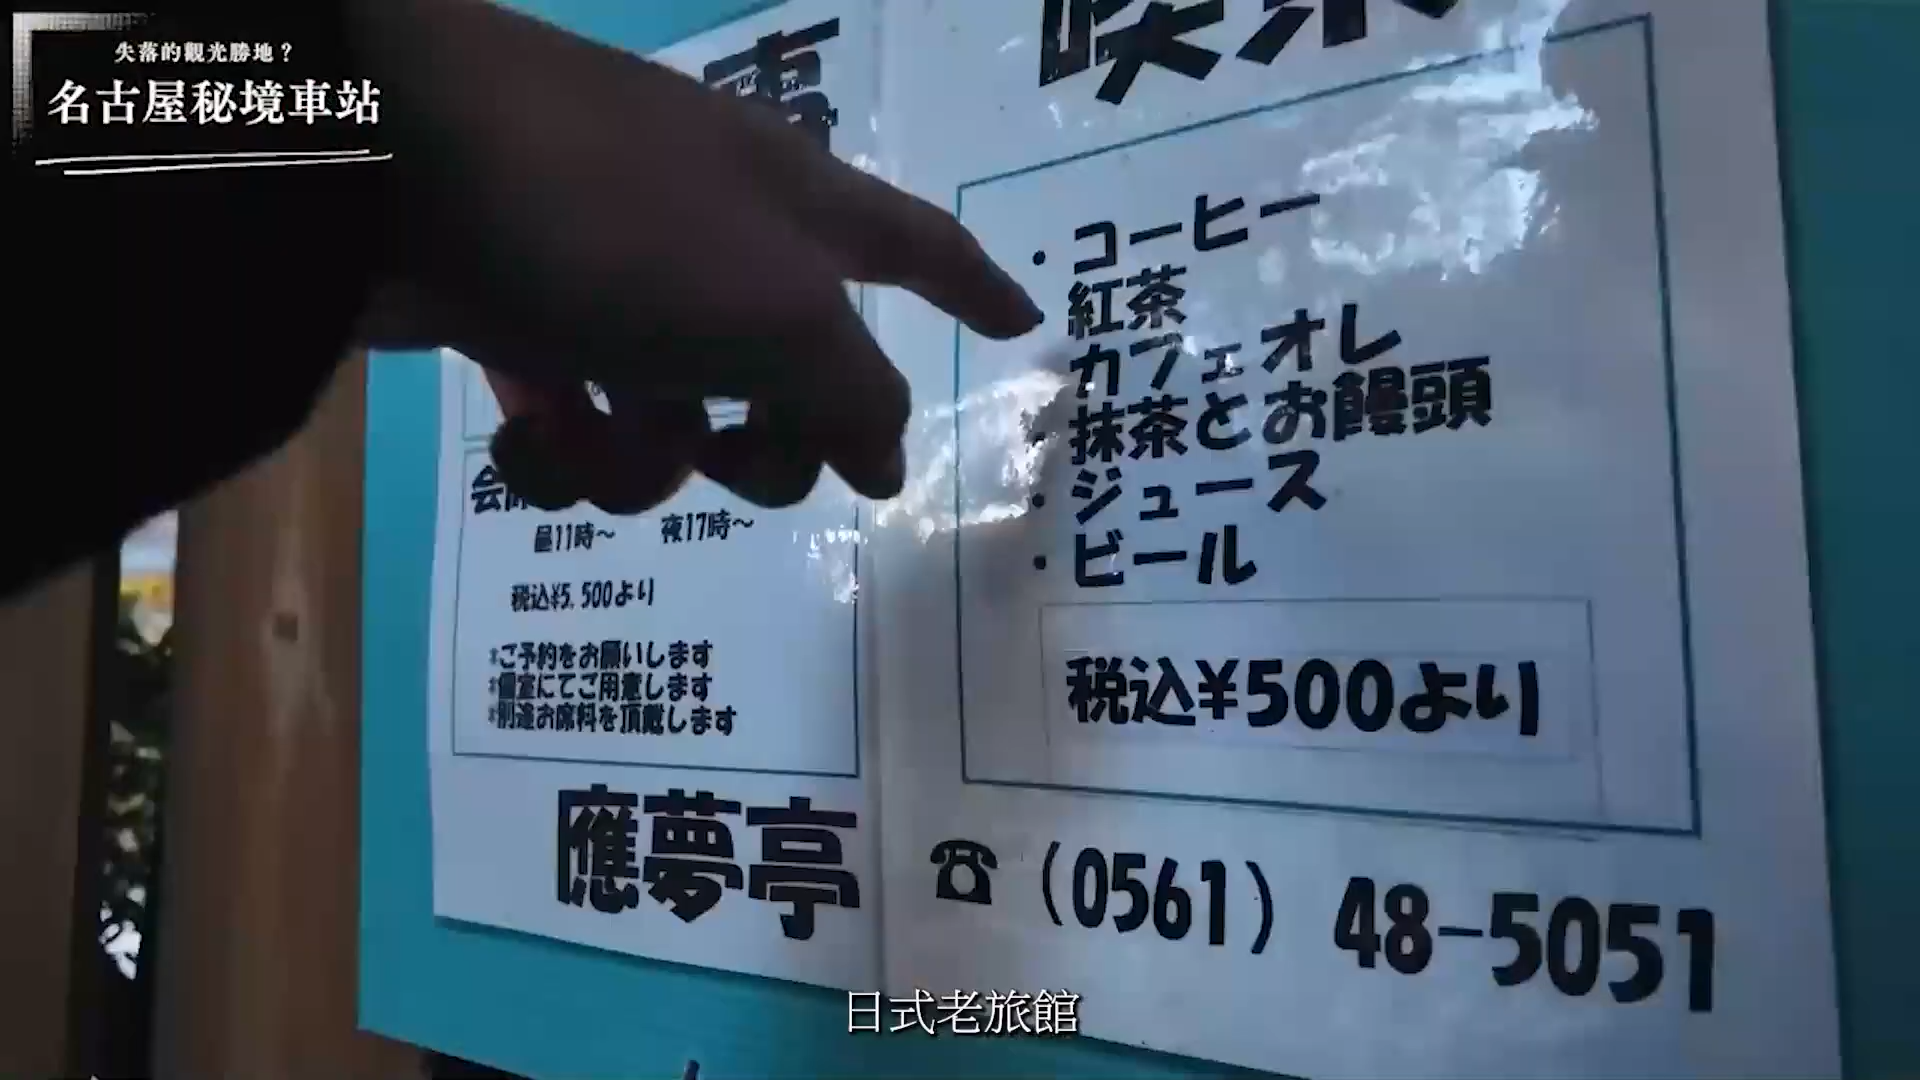 失落的觀光勝地？
名古屋秘境車站
・コーヒー
紅茶
カフェオレ
・抹茶とお饅頭
・ジュース
・ビール
税込¥500より
昼11時～ 夜17時～
税込¥5,500より
*ご予約をお願いします
*個室にてご用意します
*別途お席料を頂戴します
應夢亭 ☎（0561）48-5051
日式老旅館